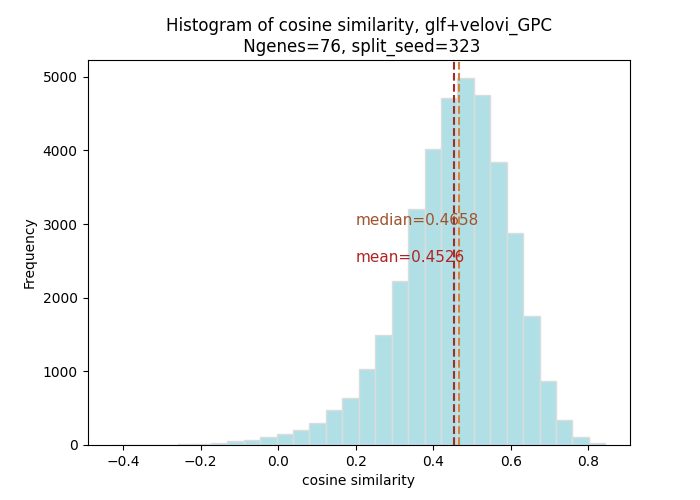 Histogram of cosine similarity, glf+velovi_GPC
Ngenes=76, split_seed=323
5000
4000
3000
2000
1000
0
Frequency
median=0.4658
mean=0.4526
−0.4 −0.2 0.0 0.2 0.4 0.6 0.8
cosine similarity